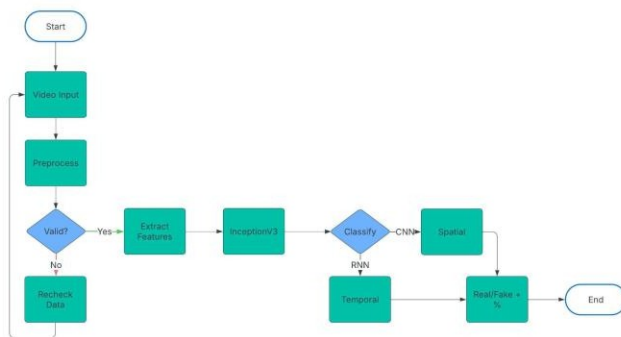 Start
Video Input
Preprocess
Valid?
Yes
Extract
Features
InceptionV3
Classify
CNN
Spatial
No
RNN
Recheck
Data
Temporal
Real/Fake +
%
End